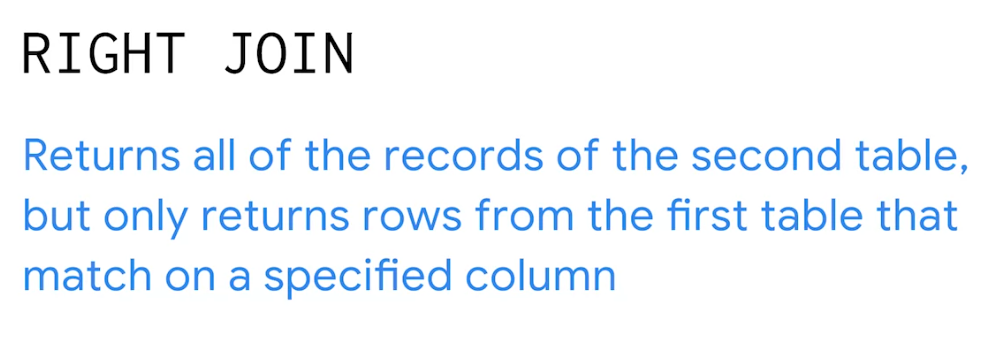 RIGHT JOIN
Returns all of the records of the second table,
but only returns rows from the first table that
match on a specified column